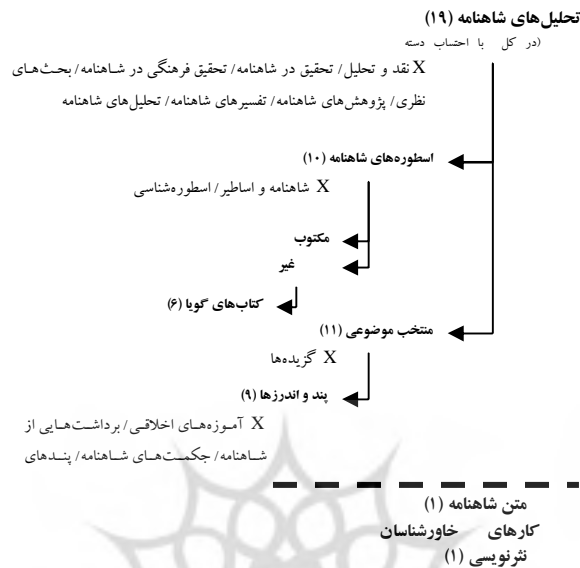 تحلیل‌های شاهنامه (۱۹)
(در کل با احتساب دسته
X نقد و تحلیل/ تحقیق در شاهنامه/ تحقیق فرهنگی در شاهنامه/ بحث‌های
نظری/ پژوهش‌های شاهنامه/ تفسیرهای شاهنامه/ تحلیل‌های شاهنامه
اسطوره‌های شاهنامه (۱۰)
X شاهنامه و اساطیر/ اسطوره‌شناسی
مکتوب
غیر
کتاب‌های گویا (۶)
منتخب موضوعی (۱۱)
X گزیده‌ها
پند و اندرزها (۹)
X آموزه‌های اخلاقی/ برداشت‌هایی از
شاهنامه/ جکمت‌های شاهنامه/ پندهای
متن شاهنامه (۱)
کارهای خاورشناسان
نثرنویسی (۱)